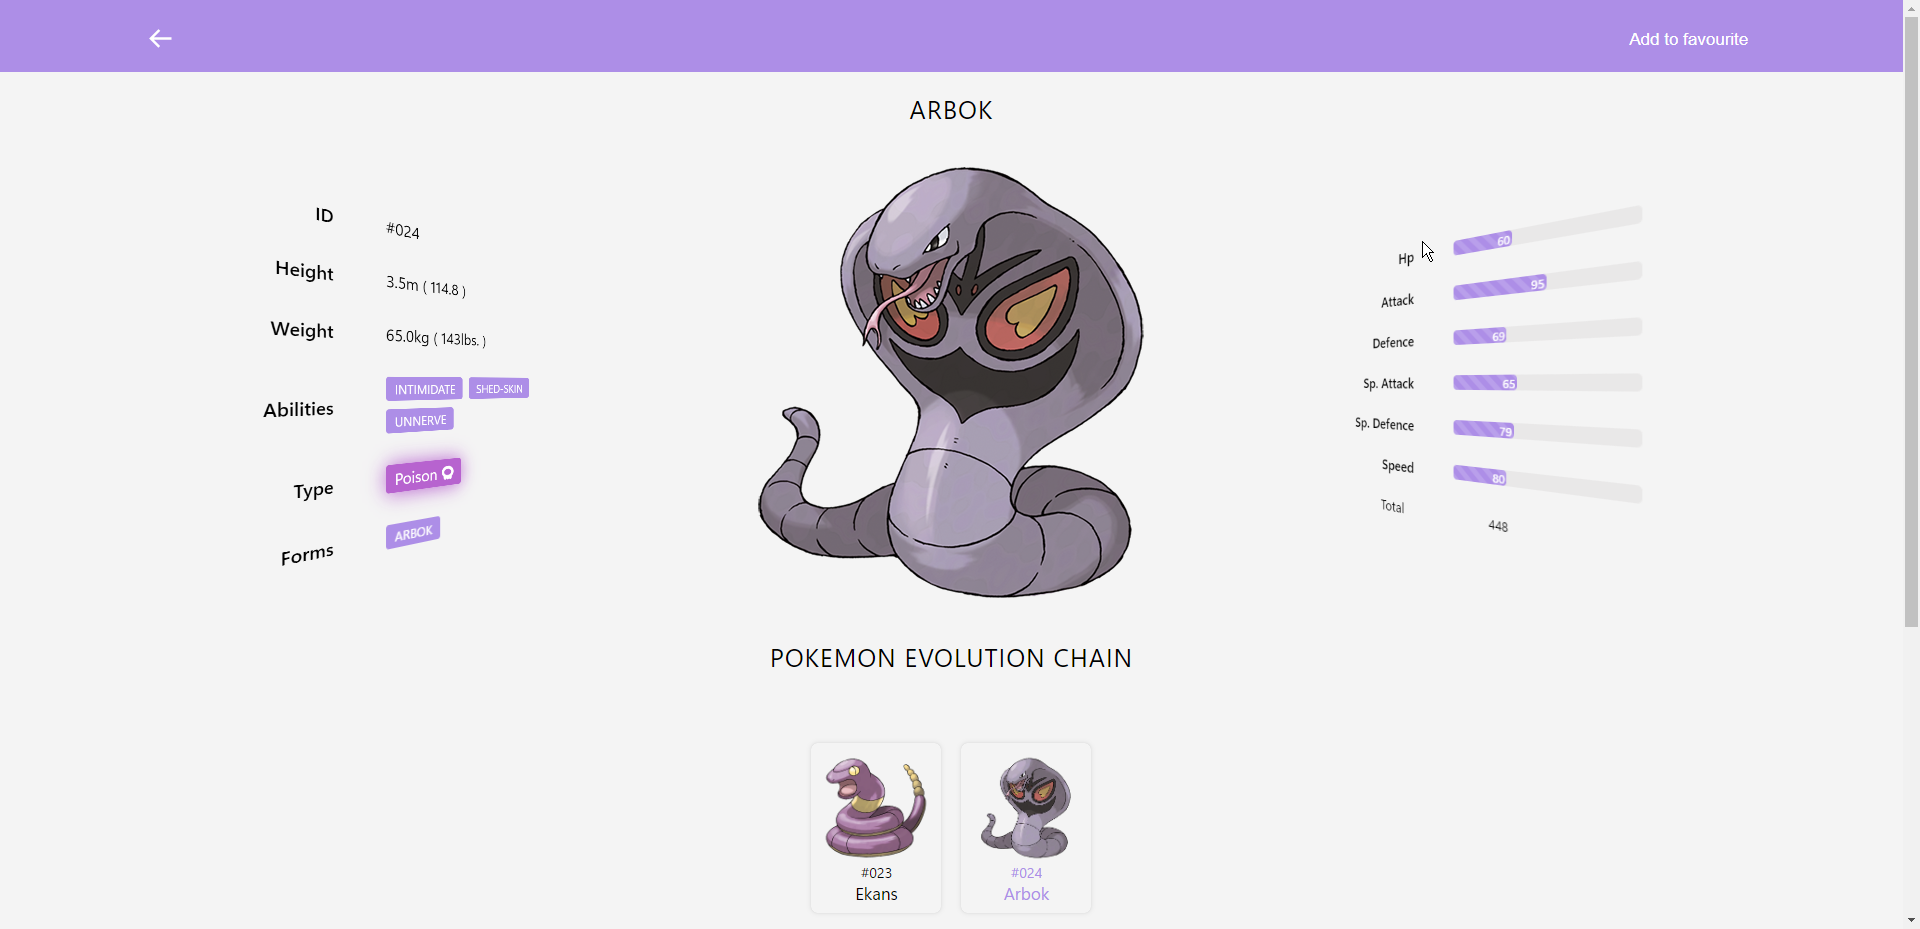 Add to favourite
ARBOK
ID
#024
Height
3.5m ( 114.8 )
Weight
65.0kg ( 143lbs. )
Abilities
INTIMIDATE SHED-SKIN
UNNERVE
Type
Poison
Forms
ARBOK
Hp 60
Attack 95
Defence 69
Sp. Attack 65
Sp. Defence 79
Speed 80
Total 448
POKEMON EVOLUTION CHAIN
#023
Ekans
#024
Arbok